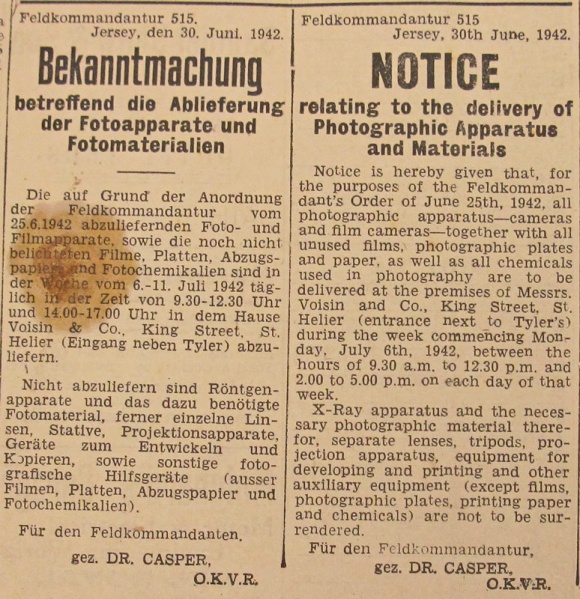 Feldkommandantur 515.
Jersey, den 30. Juni. 1942.
Bekanntmachung
betreffend die Ablieferung
der Fotoapparate und
Fotomaterialien
Die auf Grund der Anordnung
der Feldkommandantur vom
25.6.1942 abzuliefernden Foto- und
Filmapparate, sowie die noch nicht
belichteten Filme, Platten, Abzugs-
papiere und Fotochemikalien sind in
der Woche vom 6.-11. Juli 1942 täg-
lich in der Zeit von 9.30-12.30 Uhr
und 14.00-17.00 Uhr in dem Hause
Voisin & Co., King Street, St.
Helier (Eingang neben Tyler) abzu-
liefern.
Nicht abzuliefern sind Röntgen-
apparate und das dazu benötigte
Fotomaterial, ferner einzelne Lin-
sen, Stative, Projektionsapparate,
Geräte zum Entwickeln und
Kopieren, sowie sonstige foto-
grafische Hilfsgeräte (ausser
Filmen, Platten, Abzugspapier und
Fotochemikalien).
Für den Feldkommandanten,
gez. DR. CASPER,
O.K.V.R.
Feldkommandantur 515
Jersey, 30th June, 1942.
NOTICE
relating to the delivery of
Photographic Apparatus
and Materials
Notice is hereby given that, for
the purposes of the Feldkomman-
dant's Order of June 25th, 1942, all
photographic apparatus—cameras
and film cameras—together with all
unused films, photographic plates
and paper, as well as all chemicals
used in photography are to be
delivered at the premises of Messrs.
Voisin and Co., King Street, St.
Helier (entrance next to Tyler's)
during the week commencing Mon-
day, July 6th, 1942, between the
hours of 9.30 a.m. to 12.30 p.m. and
2.00 to 5.00 p.m. on each day of that
week.
X-Ray apparatus and the neces-
sary photographic material there-
for, separate lenses, tripods, pro-
jection apparatus, equipment for
developing and printing and other
auxiliary equipment (except films,
photographic plates, printing paper
and chemicals) are not to be sur-
rendered.
Für den Feldkommandantur,
gez. DR. CASPER,
O.K.V.R.